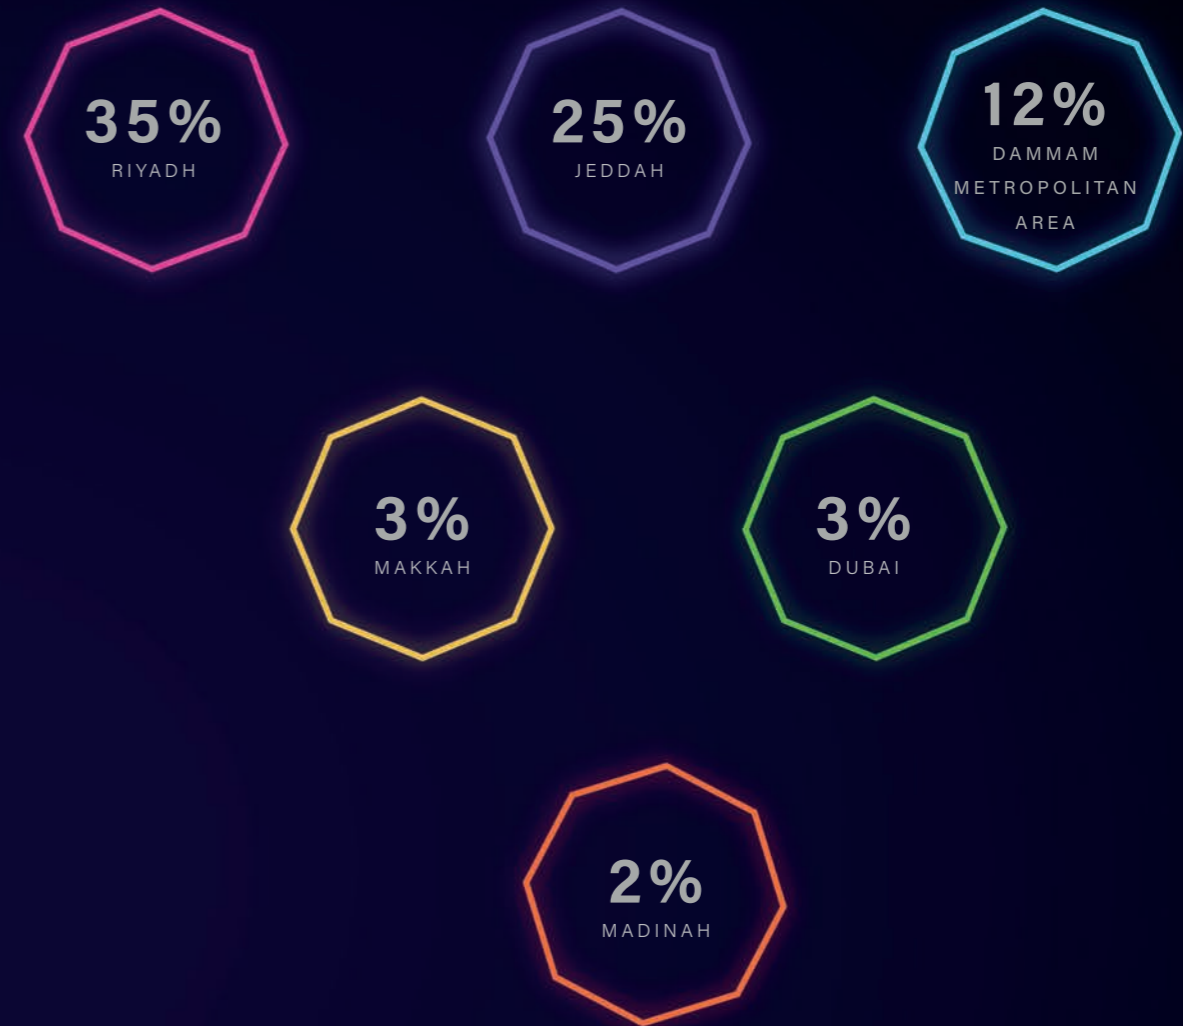 35%
RIYADH
25%
JEDDAH
12%
DAMMAM
METROPOLITAN
AREA
3%
MAKKAH
3%
DUBAI
2%
MADINAH